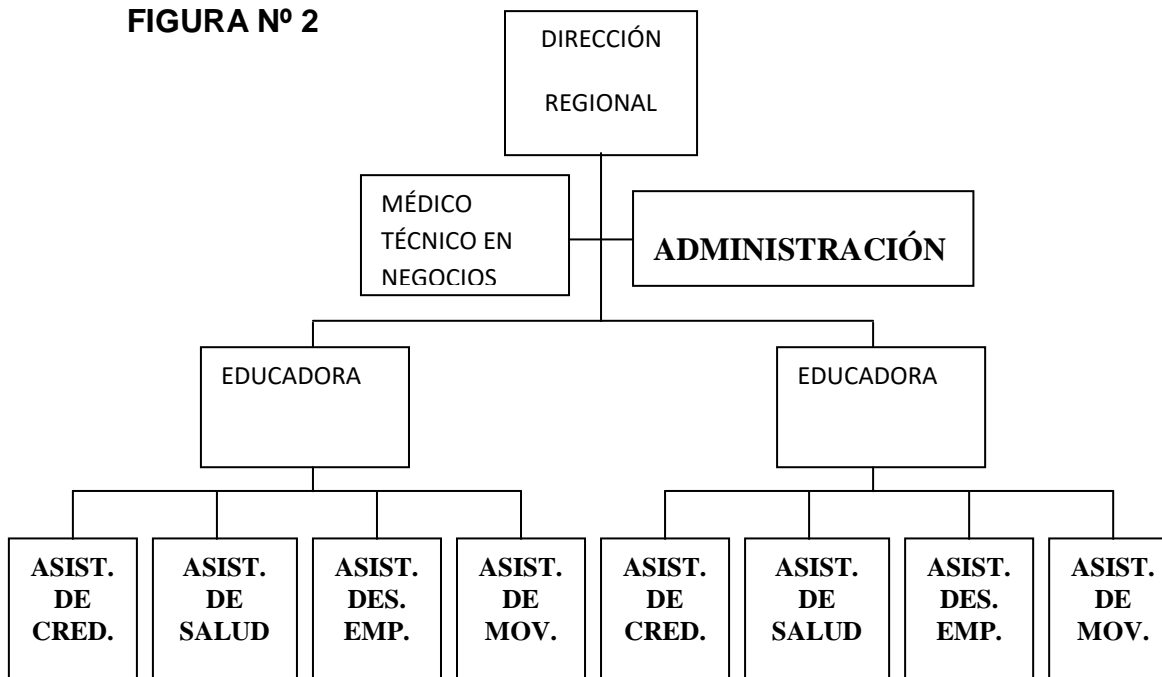 FIGURA Nº 2
DIRECCIÓN
REGIONAL
MÉDICO
TÉCNICO EN
NEGOCIOS
ADMINISTRACIÓN
EDUCADORA
EDUCADORA
ASIST.
DE
CRED.
ASIST.
DE
SALUD
ASIST.
DES.
EMP.
ASIST.
DE
MOV.
ASIST.
DE
CRED.
ASIST.
DE
SALUD
ASIST.
DES.
EMP.
ASIST.
DE
MOV.